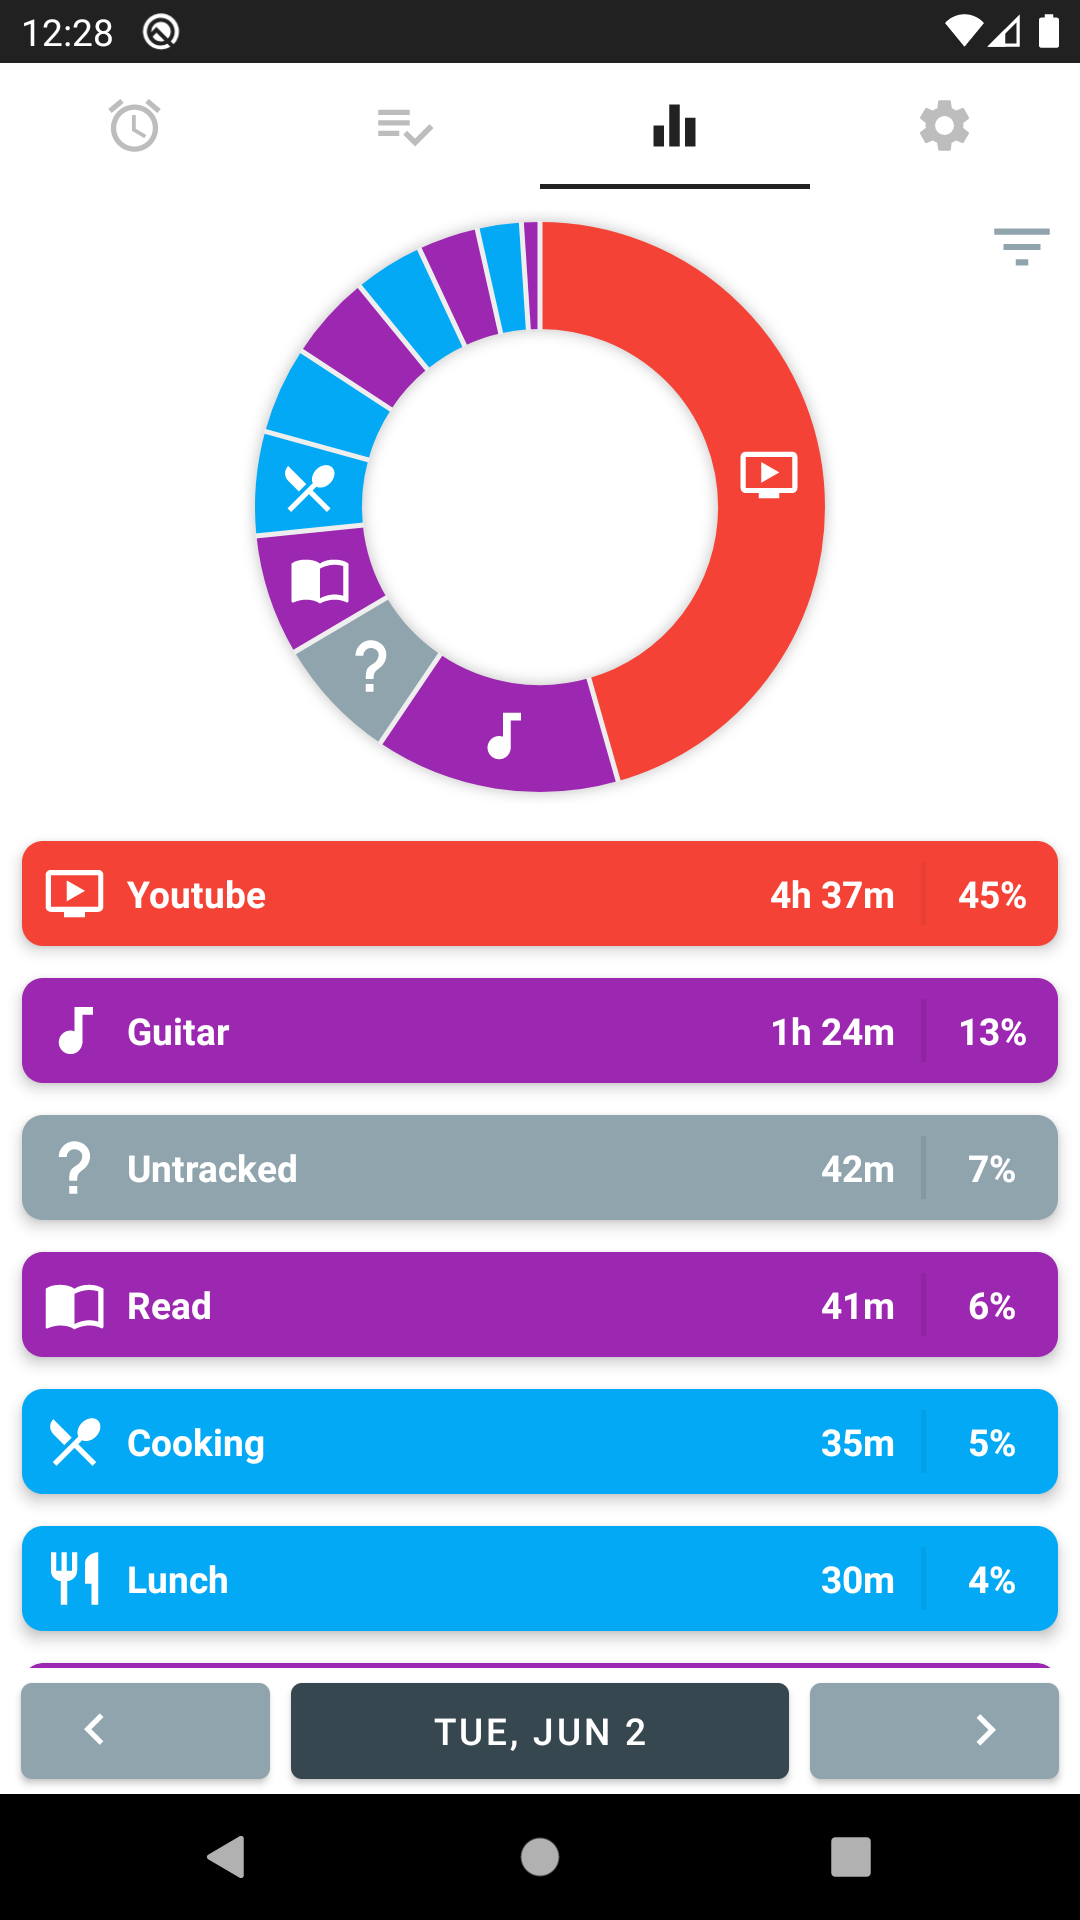 12:28
Youtube 4h 37m 45%
Guitar 1h 24m 13%
? Untracked 42m 7%
Read 41m 6%
Cooking 35m 5%
Lunch 30m 4%
TUE, JUN 2